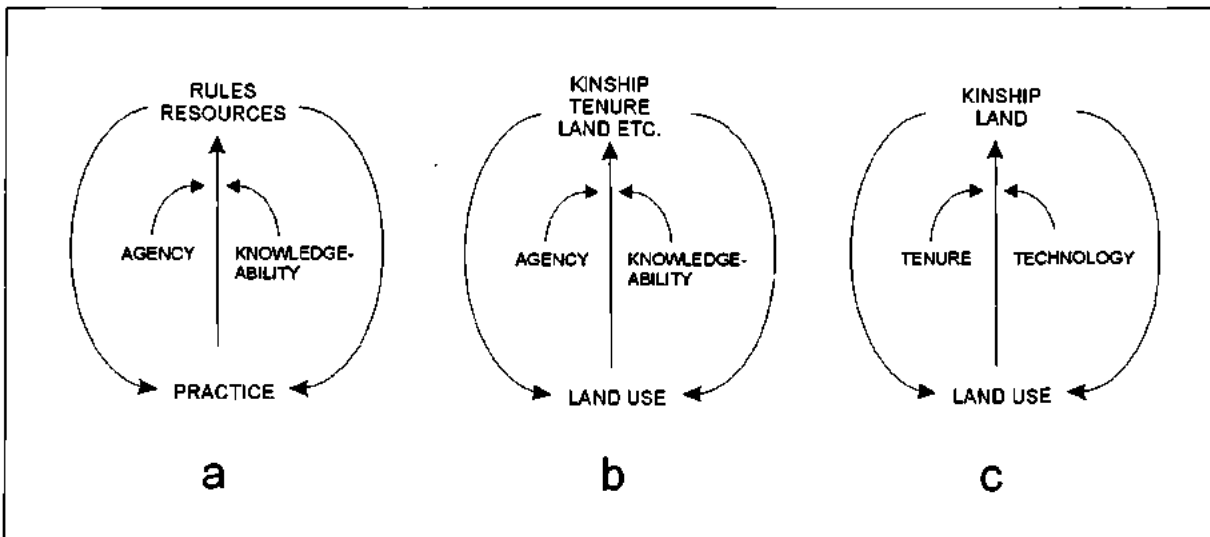 RULES
RESOURCES
AGENCY
KNOWLEDGE-
ABILITY
PRACTICE
a
KINSHIP
TENURE
LAND ETC.
AGENCY
KNOWLEDGE-
ABILITY
LAND USE
b
KINSHIP
LAND
TENURE
TECHNOLOGY
LAND USE
c